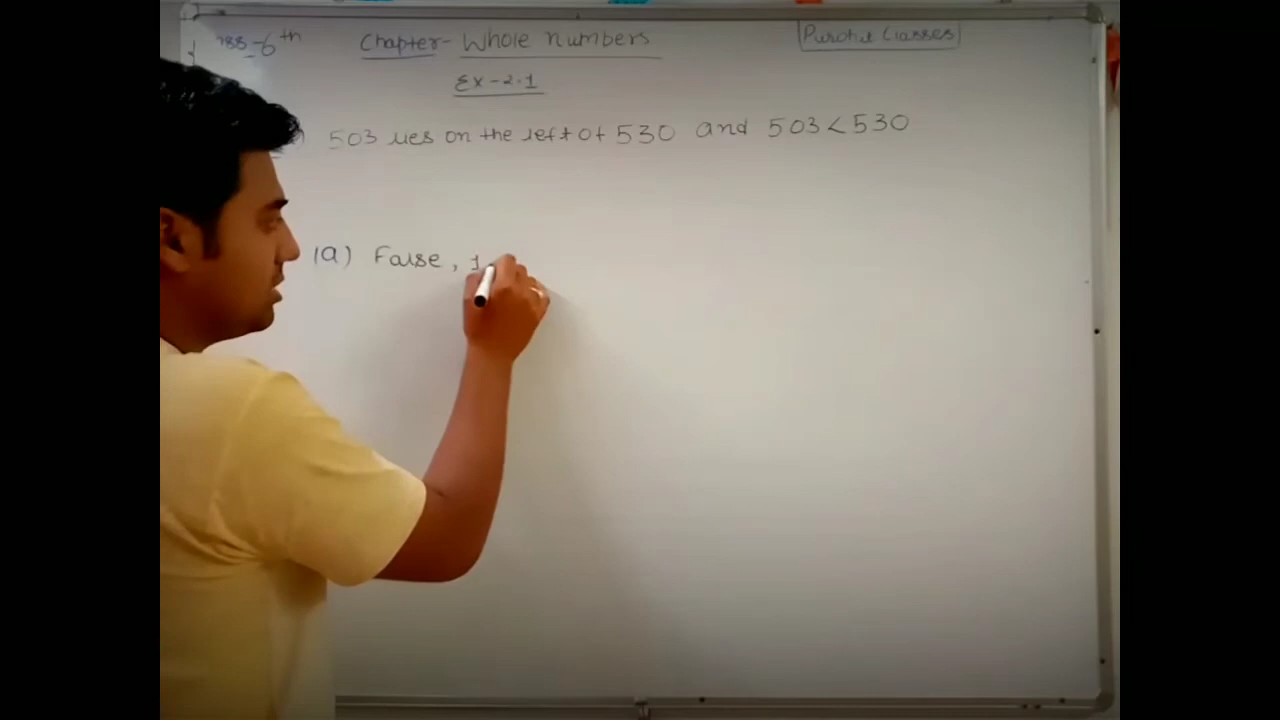 6th Chapter- Whole numbers Purohit Classes
Ex-2.1
) 503 lies on the left of 530 and 503<530
(a) False, 1